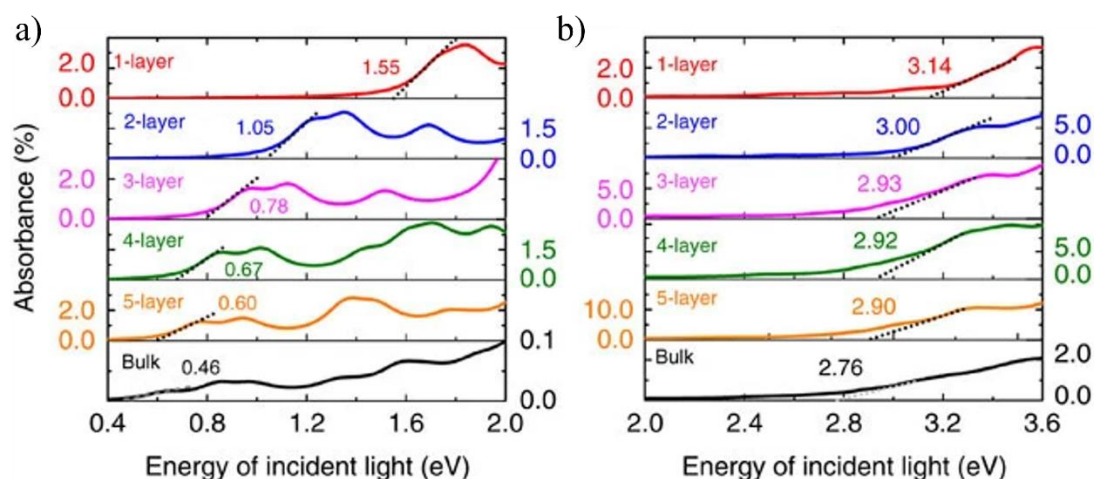 a)
Absorbance (%)
2.0
0.0
1-layer
1.55
2-layer
1.05
1.5
0.0
2.0
0.0
3-layer
0.78
4-layer
0.67
1.5
0.0
2.0
0.0
5-layer
0.60
0.1
Bulk
0.46
0.0
0.4 0.8 1.2 1.6 2.0
Energy of incident light (eV)
b)
2.0
0.0
1-layer
3.14
2-layer
3.00
5.0
0.0
5.0
0.0
3-layer
2.93
4-layer
2.92
5.0
0.0
10.0
0.0
5-layer
2.90
Bulk
2.76
2.0
0.0
2.0 2.4 2.8 3.2 3.6
Energy of incident light (eV)